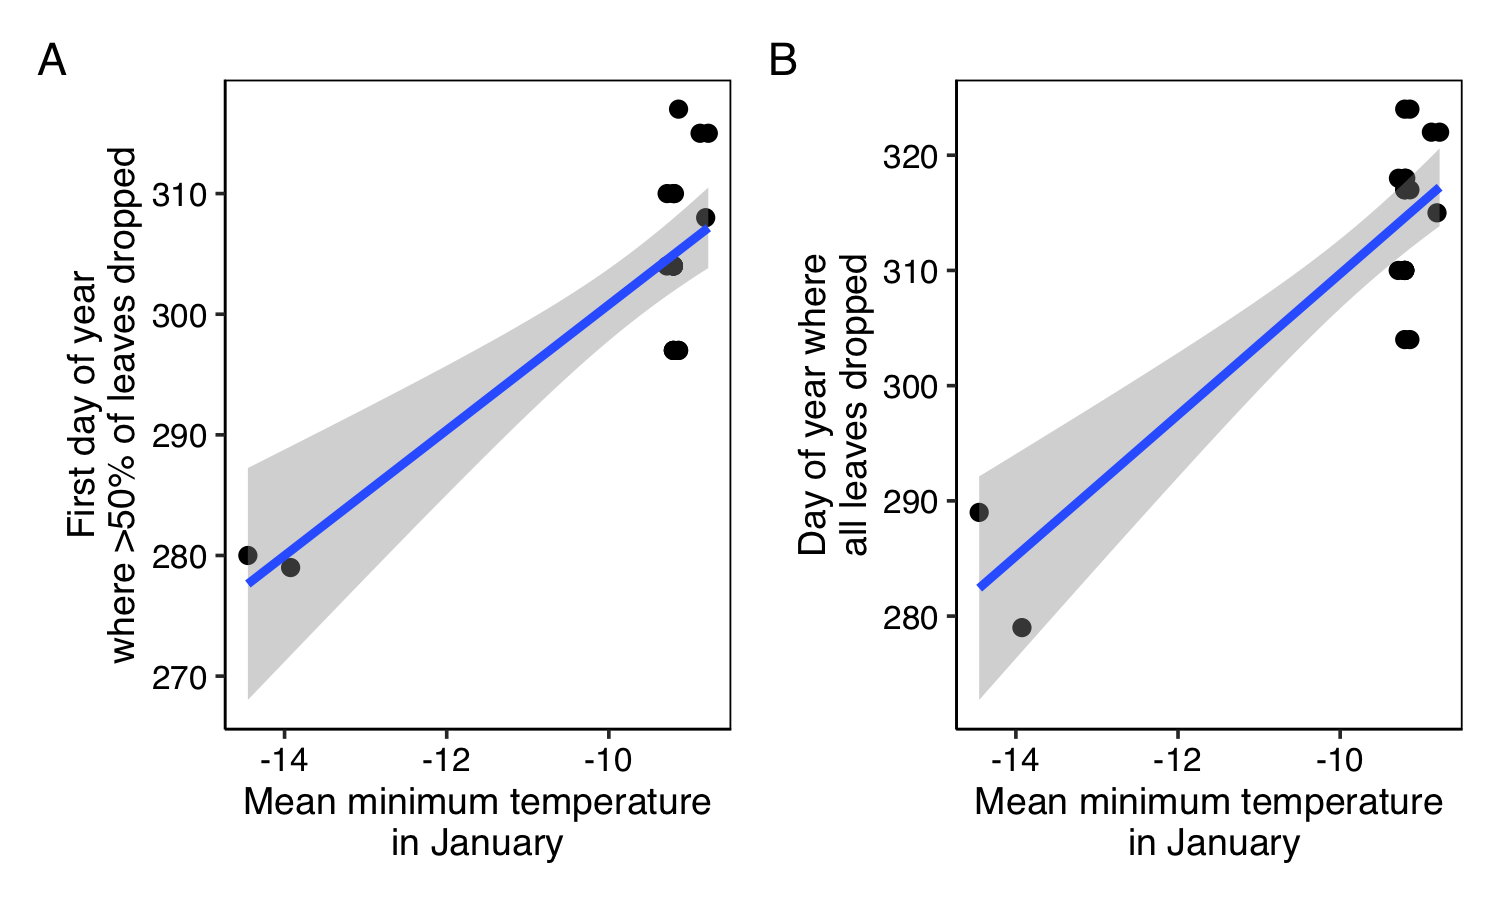 A
First day of year
where >50% of leaves dropped
310
300
290
280
270
-14
-12
-10
Mean minimum temperature
in January
B
Day of year where
all leaves dropped
320
310
300
290
280
-14
-12
-10
Mean minimum temperature
in January